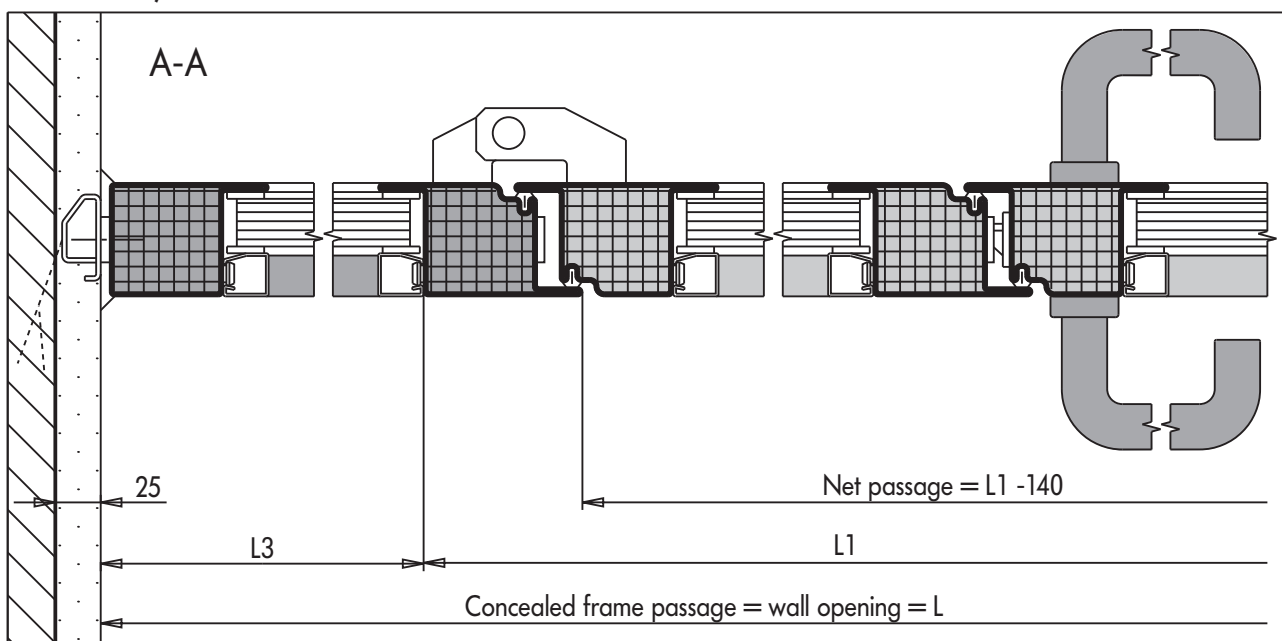 A-A
25
Net passage = L1 -140
L3
L1
Concealed frame passage = wall opening = L